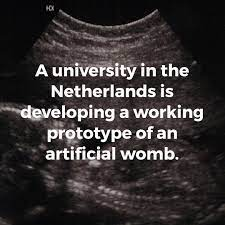 A university in the
Netherlands is
developing a working
prototype of an
artificial womb.